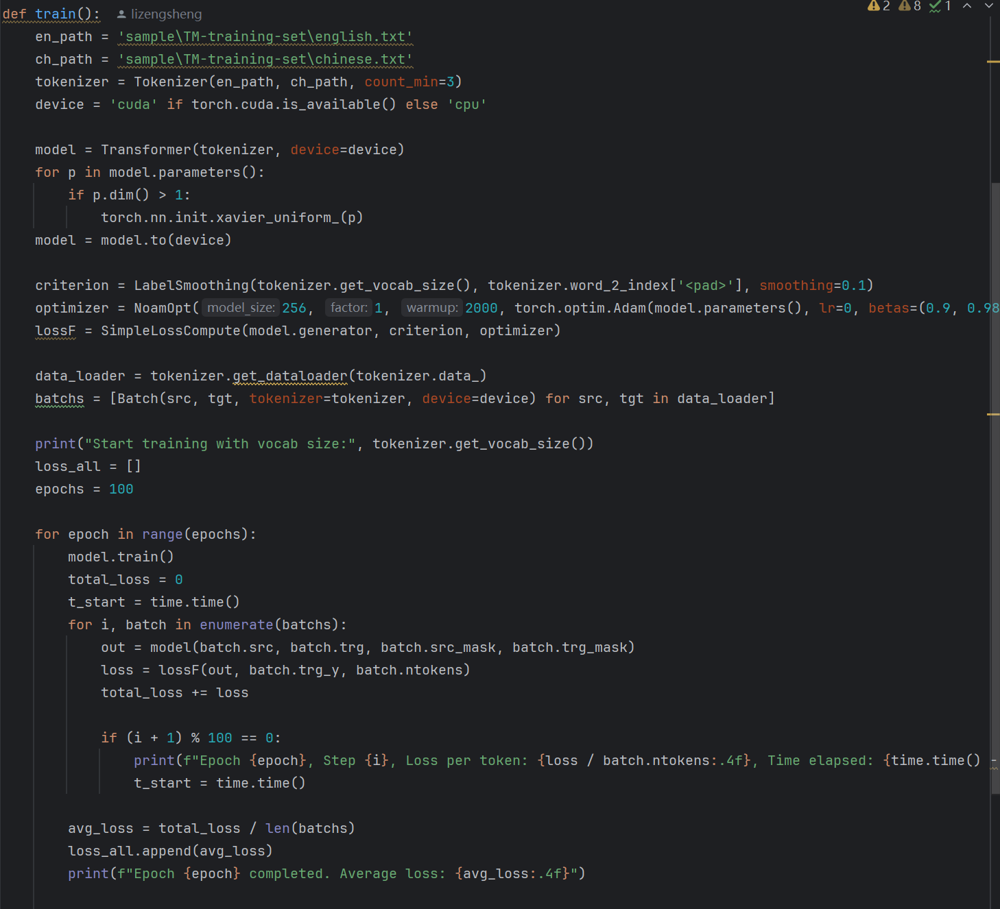 def train():  lizengsheng
2 8 1
    en_path = 'sample\TM-training-set\english.txt'
    ch_path = 'sample\TM-training-set\chinese.txt'
    tokenizer = Tokenizer(en_path, ch_path, count_min=3)
    device = 'cuda' if torch.cuda.is_available() else 'cpu'
    model = Transformer(tokenizer, device=device)
    for p in model.parameters():
        if p.dim() > 1:
            torch.nn.init.xavier_uniform_(p)
    model = model.to(device)
    criterion = LabelSmoothing(tokenizer.get_vocab_size(), tokenizer.word_2_index['<pad>'], smoothing=0.1)
    optimizer = NoamOpt( model_size: 256, factor: 1, warmup: 2000, torch.optim.Adam(model.parameters(), lr=0, betas=(0.9, 0.98
    lossF = SimpleLossCompute(model.generator, criterion, optimizer)
    data_loader = tokenizer.get_dataloader(tokenizer.data_)
    batchs = [Batch(src, tgt, tokenizer=tokenizer, device=device) for src, tgt in data_loader]
    print("Start training with vocab size:", tokenizer.get_vocab_size())
    loss_all = []
    epochs = 100
    for epoch in range(epochs):
        model.train()
        total_loss = 0
        t_start = time.time()
        for i, batch in enumerate(batchs):
            out = model(batch.src, batch.trg, batch.src_mask, batch.trg_mask)
            loss = lossF(out, batch.trg_y, batch.ntokens)
            total_loss += loss
            if (i + 1) % 100 == 0:
                print(f"Epoch {epoch}, Step {i}, Loss per token: {loss / batch.ntokens:.4f}, Time elapsed: {time.time() -
                t_start = time.time()
        avg_loss = total_loss / len(batchs)
        loss_all.append(avg_loss)
        print(f"Epoch {epoch} completed. Average loss: {avg_loss:.4f}")